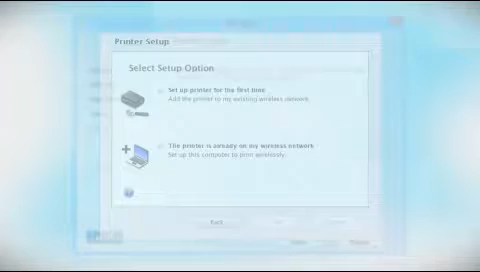 Printer Setup
Select Setup Option
Set up printer for the first time
Add the printer to my existing wireless network.
The printer is already on my wireless network
Set up this computer to print wirelessly.
Back